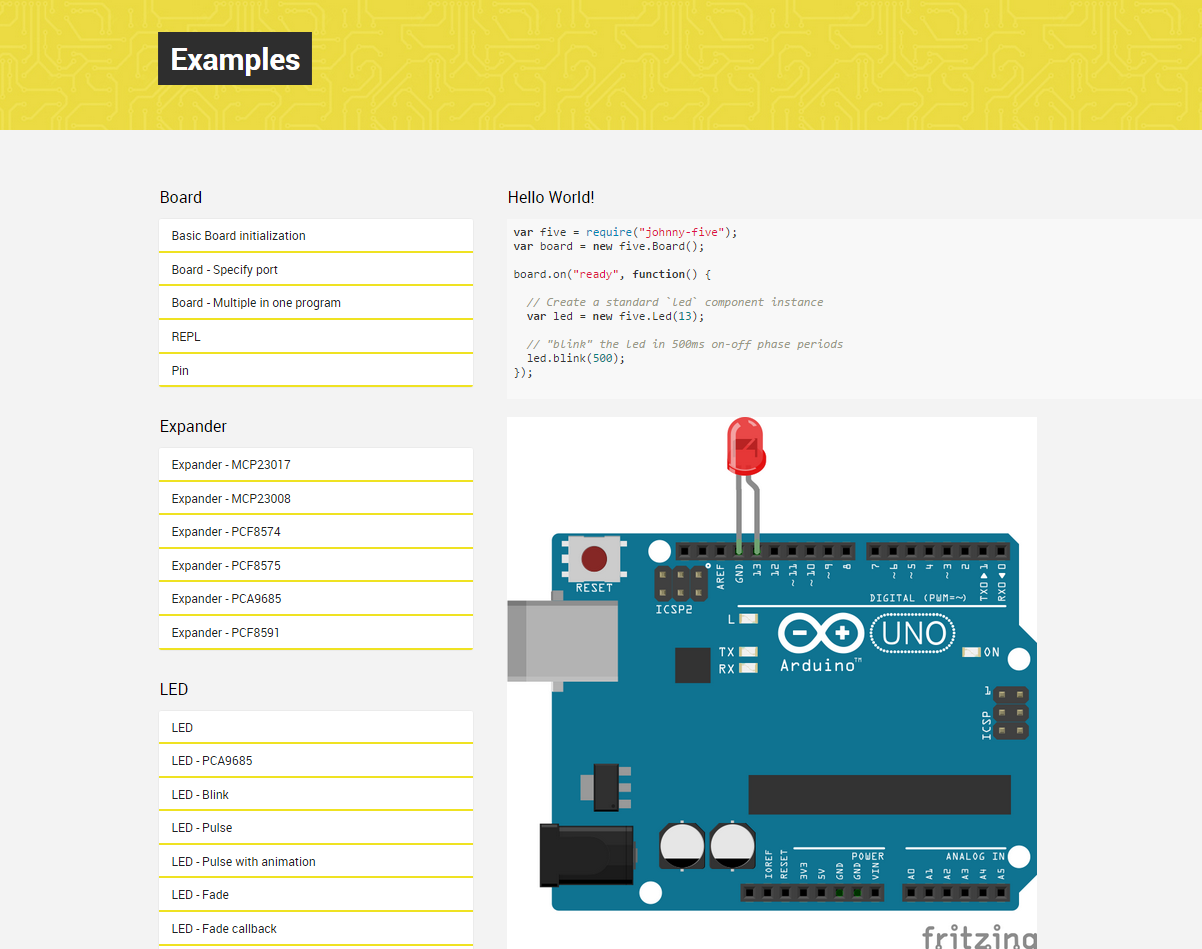 Examples
Board
Basic Board initialization
Board - Specify port
Board - Multiple in one program
REPL
Pin
Expander
Expander - MCP23017
Expander - MCP23008
Expander - PCF8574
Expander - PCF8575
Expander - PCA9685
Expander - PCF8591
LED
LED
LED - PCA9685
LED - Blink
LED - Pulse
LED - Pulse with animation
LED - Fade
LED - Fade callback
Hello World!
var five = require("johnny-five");
var board = new five.Board();
board.on("ready", function() {
// Create a standard `led` component instance
var led = new five.Led(13);
// "blink" the led in 500ms on-off phase periods
led.blink(500);
});
RESET
ICSP2
AREF
GND
13
12
~11
~10
~9
8
7
~6
~5
4
~3
2
TX0▶1
RX0◀0
DIGITAL (PWM=~)
L
TX
RX
Arduino™
UNO
ON
1
ICSP
IOREF
RESET
3V3
5V
GND
GND
VIN
POWER
ANALOG IN
A0
A1
A2
A3
A4
A5
fritzing